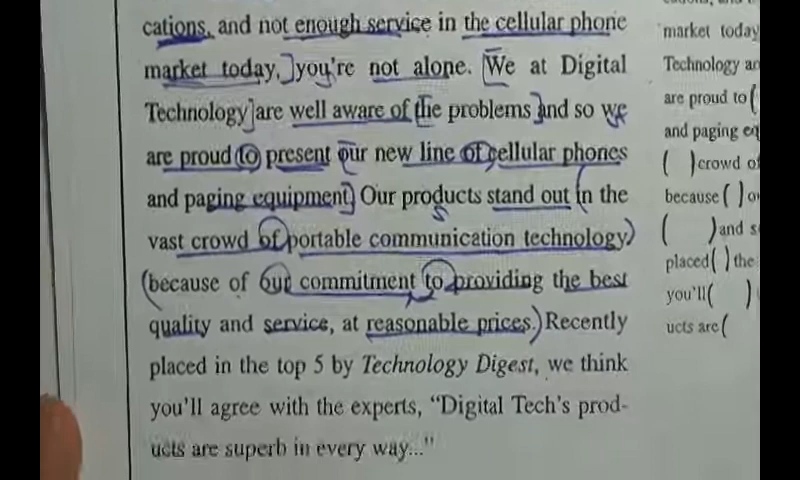 cations, and not enough service in the cellular phone
market today, you're not alone. We at Digital
Technology are well aware of the problems and so we
are proud to present our new line of cellular phones
and paging equipment. Our products stand out in the
vast crowd of portable communication technology
because of our commitment to providing the best
quality and service, at reasonable prices. Recently
placed in the top 5 by Technology Digest, we think
you'll agree with the experts, "Digital Tech's prod-
ucts are superb in every way..."
market today
Technology
are proud to (
and paging
( ) crowd
because ( )
( ) and
placed ( ) the
you'll ( )
ucts are (